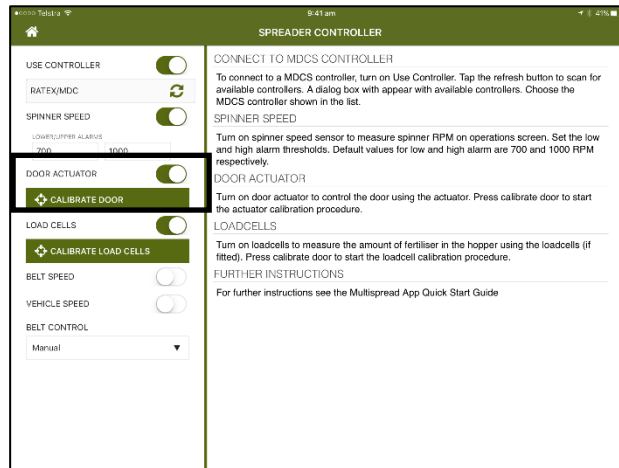 ●○○○○ Telstra 9:41 am 41%
SPREADER CONTROLLER
USE CONTROLLER
RATEX/MDC
SPINNER SPEED
LOWER/UPPER ALARMS
700 1000
DOOR ACTUATOR
CALIBRATE DOOR
LOAD CELLS
CALIBRATE LOAD CELLS
BELT SPEED
VEHICLE SPEED
BELT CONTROL
Manual
CONNECT TO MDCS CONTROLLER
To connect to a MDCS controller, turn on Use Controller. Tap the refresh button to scan for
available controllers. A dialog box with appear with available controllers. Choose the
MDCS controller shown in the list.
SPINNER SPEED
Turn on spinner speed sensor to measure spinner RPM on operations screen. Set the low
and high alarm thresholds. Default values for low and high alarm are 700 and 1000 RPM
respectively.
DOOR ACTUATOR
Turn on door actuator to control the door using the actuator. Press calibrate door to start
the actuator calibration procedure.
LOADCELLS
Turn on loadcells to measure the amount of fertiliser in the hopper using the loadcells (if
fitted). Press calibrate door to start the loadcell calibration procedure.
FURTHER INSTRUCTIONS
For further instructions see the Multispread App Quick Start Guide